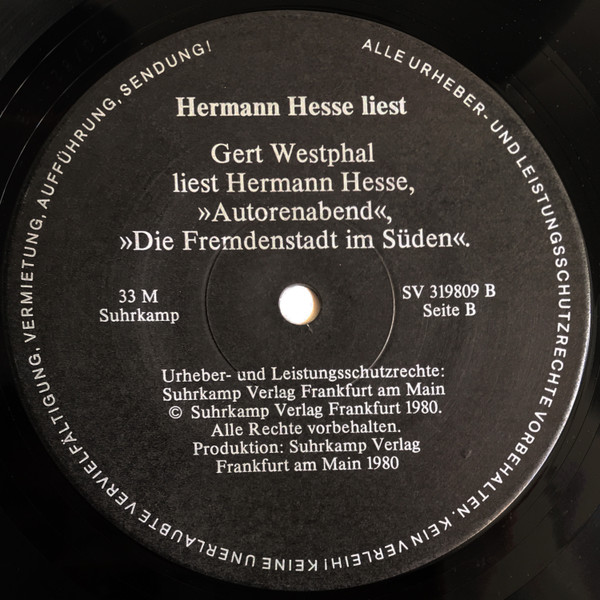 ALLE URHEBER- UND LEISTUNGSSCHUTZRECHTE VORBEHALTEN. KEIN VERLEIH! KEINE UNERLAUBTE VERVIELFÄLTIGUNG, VERMIETUNG, AUFFÜHRUNG, SENDUNG!
Hermann Hesse liest
Gert Westphal
liest Hermann Hesse,
»Autorenabend«,
»Die Fremdenstadt im Süden«.
33 M
Suhrkamp
SV 319809 B
Seite B
Urheber- und Leistungsschutzrechte:
Suhrkamp Verlag Frankfurt am Main
© Suhrkamp Verlag Frankfurt 1980.
Alle Rechte vorbehalten.
Produktion: Suhrkamp Verlag
Frankfurt am Main 1980